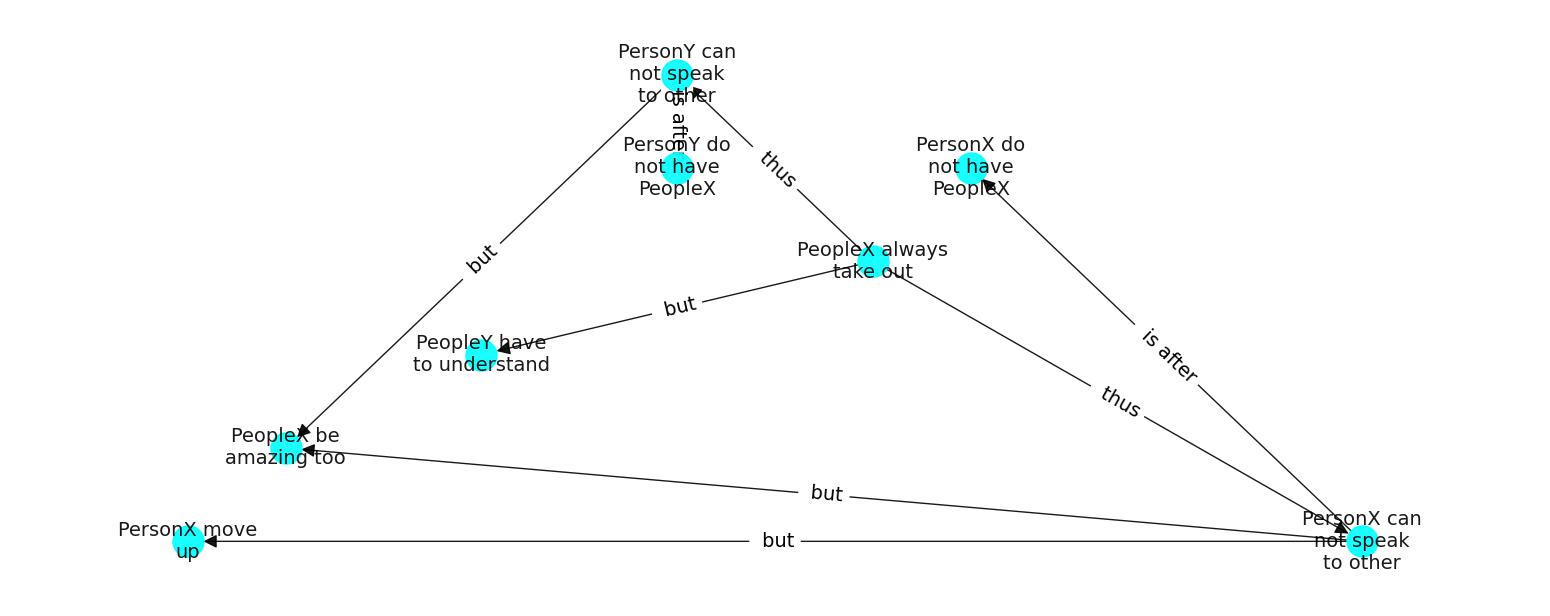 PersonY can
not speak
to other
is after
PersonY do
not have
PeopleX
thus
PersonX do
not have
PeopleX
but
PeopleX always
take out
but
PeopleY have
to understand
is after
thus
PeopleX be
amazing too
but
PersonX move
up
but
PersonX can
not speak
to other